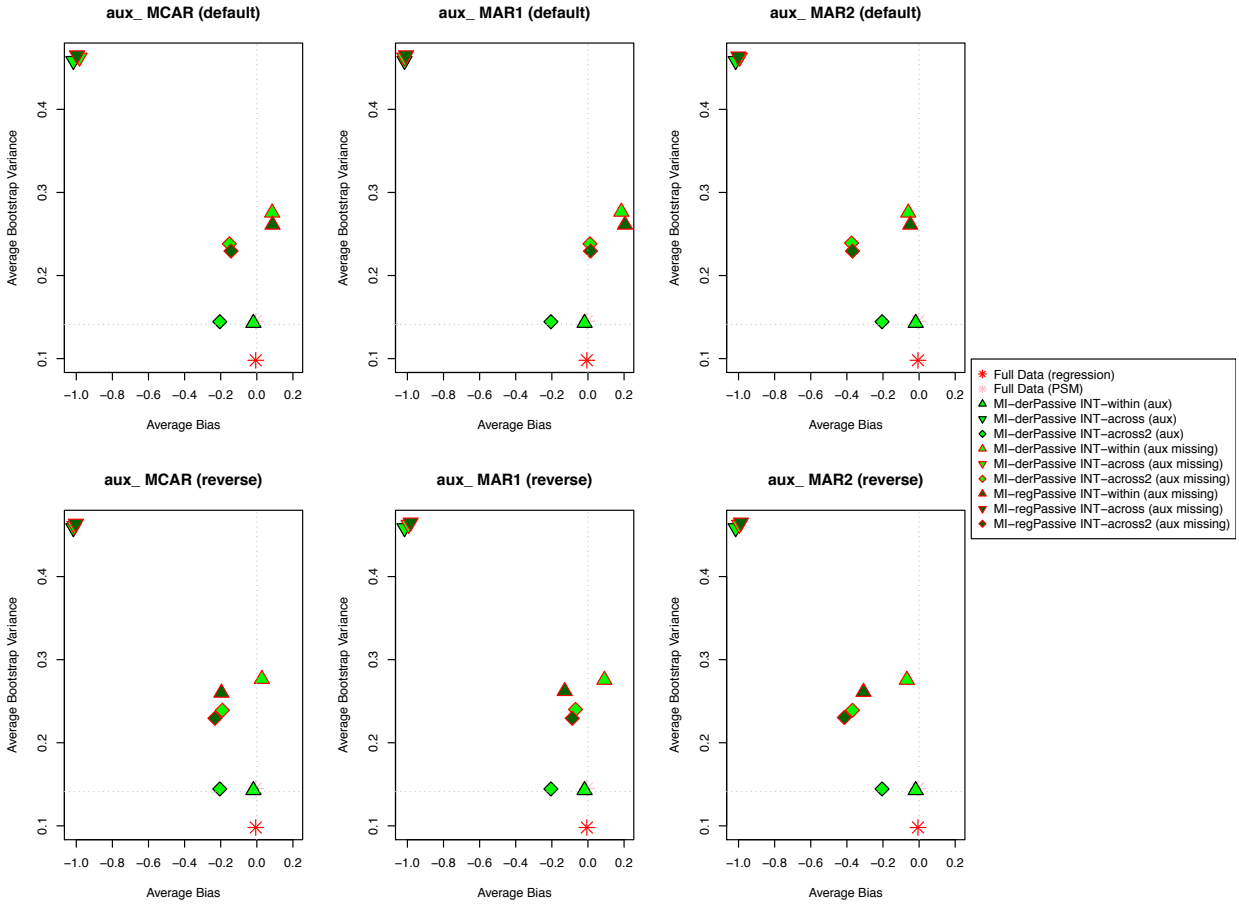 aux_ MCAR (default)
aux_ MAR1 (default)
aux_ MAR2 (default)
Average Bootstrap Variance
0.1
0.2
0.3
0.4
−1.0 −0.8 −0.6 −0.4 −0.2 0.0 0.2
Average Bias
Average Bootstrap Variance
0.1
0.2
0.3
0.4
−1.0 −0.8 −0.6 −0.4 −0.2 0.0 0.2
Average Bias
Average Bootstrap Variance
0.1
0.2
0.3
0.4
−1.0 −0.8 −0.6 −0.4 −0.2 0.0 0.2
Average Bias
Full Data (regression)
Full Data (PSM)
MI−derPassive INT−within (aux)
MI−derPassive INT−across (aux)
MI−derPassive INT−across2 (aux)
MI−derPassive INT−within (aux missing)
MI−derPassive INT−across (aux missing)
MI−derPassive INT−across2 (aux missing)
MI−regPassive INT−within (aux missing)
MI−regPassive INT−across (aux missing)
MI−regPassive INT−across2 (aux missing)
aux_ MCAR (reverse)
aux_ MAR1 (reverse)
aux_ MAR2 (reverse)
Average Bootstrap Variance
0.1
0.2
0.3
0.4
−1.0 −0.8 −0.6 −0.4 −0.2 0.0 0.2
Average Bias
Average Bootstrap Variance
0.1
0.2
0.3
0.4
−1.0 −0.8 −0.6 −0.4 −0.2 0.0 0.2
Average Bias
Average Bootstrap Variance
0.1
0.2
0.3
0.4
−1.0 −0.8 −0.6 −0.4 −0.2 0.0 0.2
Average Bias